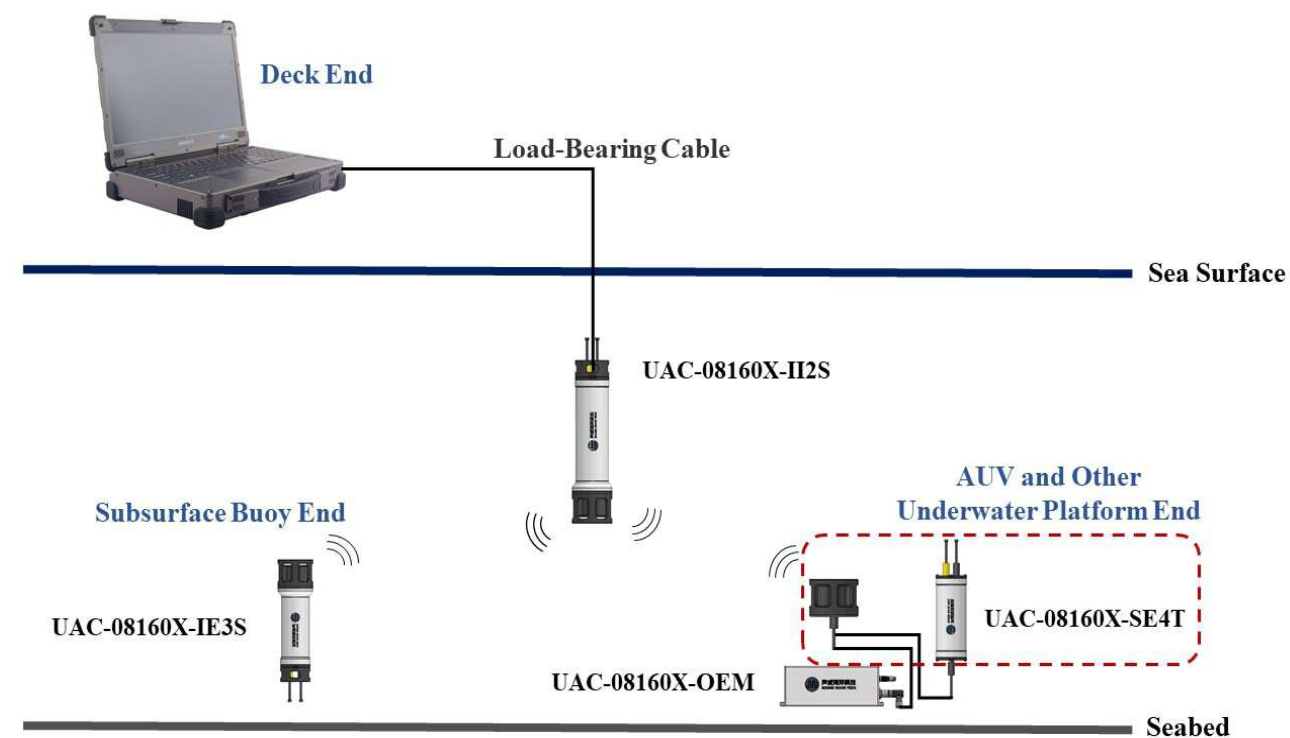 Deck End
Load-Bearing Cable
Sea Surface
UAC-08160X-II2S
AUV and Other
Underwater Platform End
Subsurface Buoy End
UAC-08160X-IE3S
UAC-08160X-SE4T
UAC-08160X-OEM
Seabed